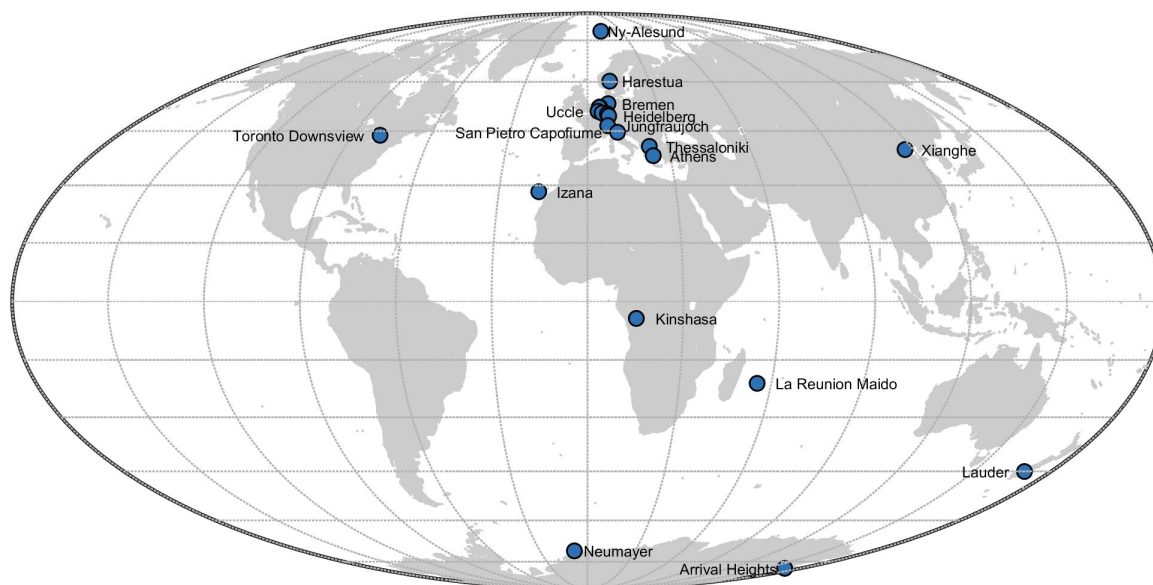 Ny-Alesund
Harestua
Bremen
Uccle
Heidelberg
Jungfraujoch
San Pietro Capofiume
Toronto Downsview
Thessaloniki
Athens
Xianghe
Izana
Kinshasa
La Reunion Maido
Lauder
Neumayer
Arrival Heights